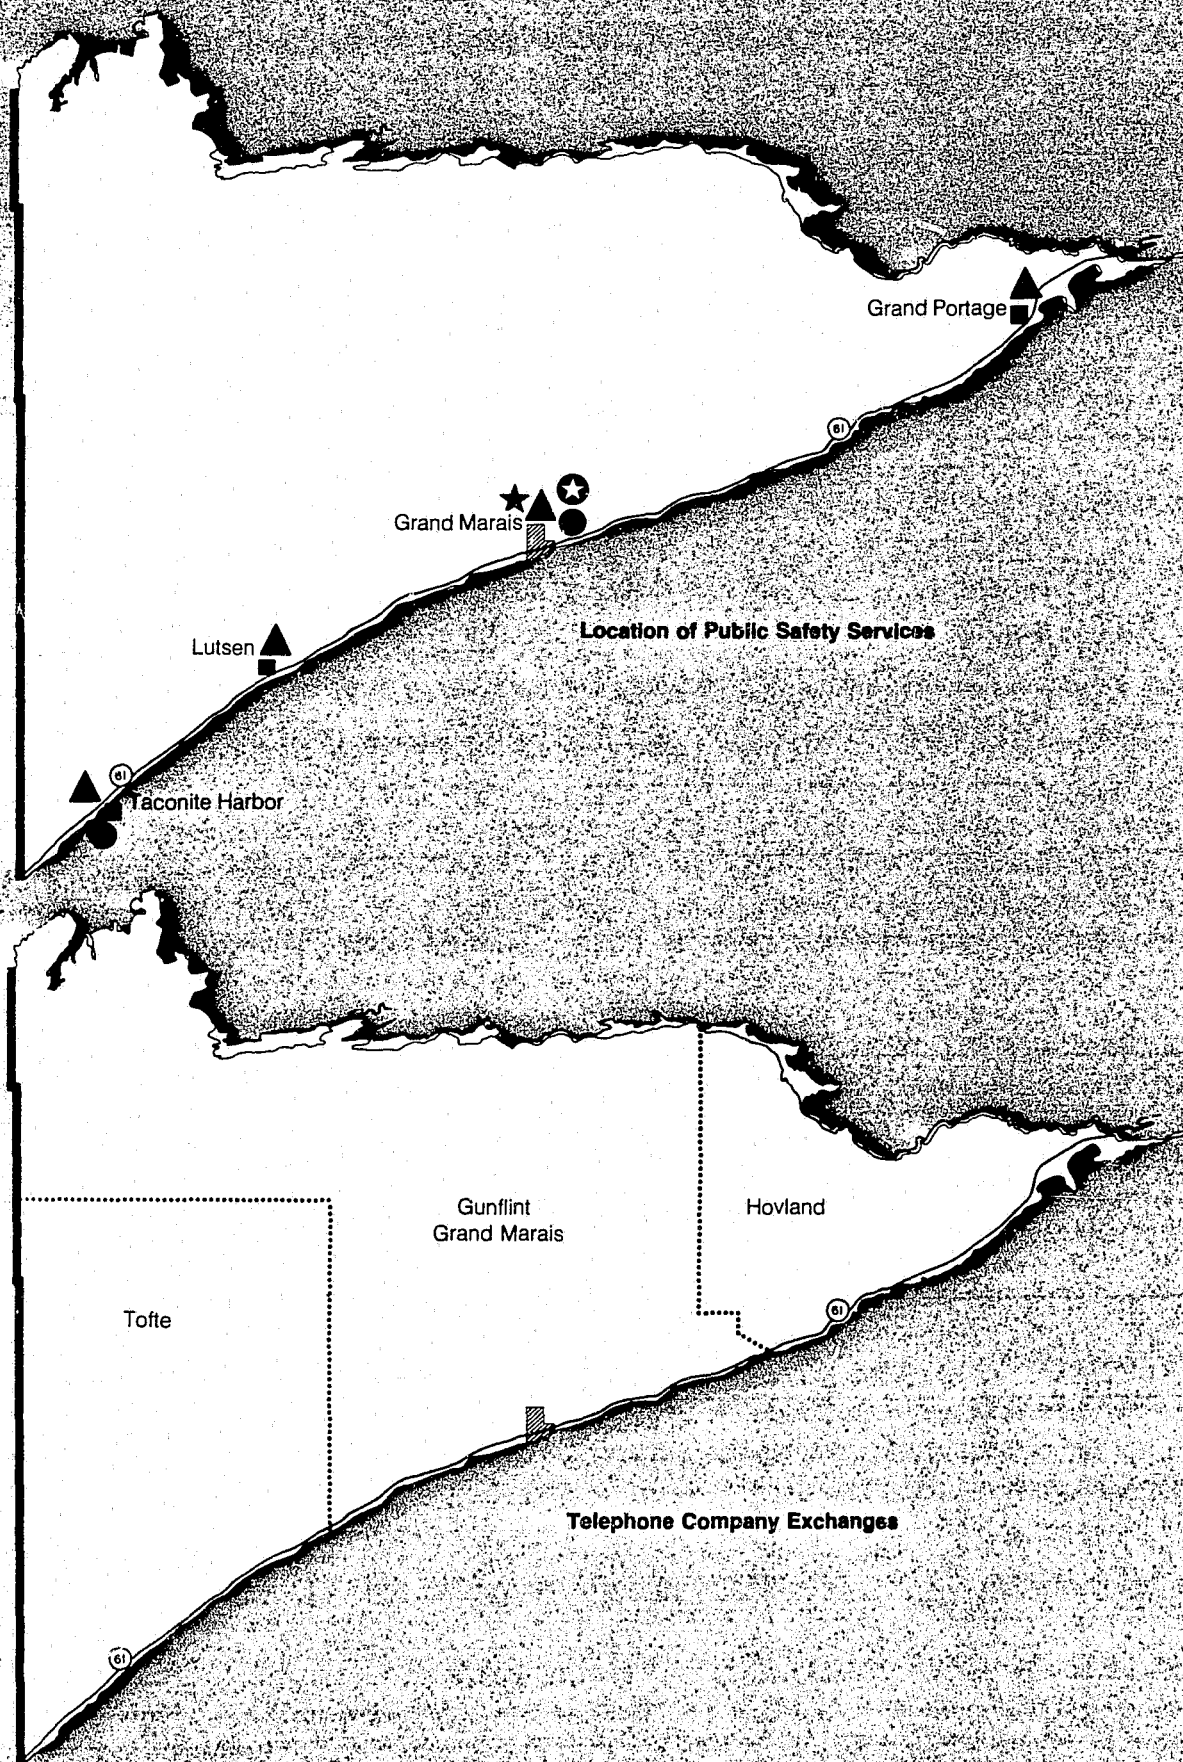 Grand Portage
61
Grand Marais
Location of Public Safety Services
Lutsen
61
Taconite Harbor
Gunflint
Grand Marais
Hovland
61
Tofte
Telephone Company Exchanges
61